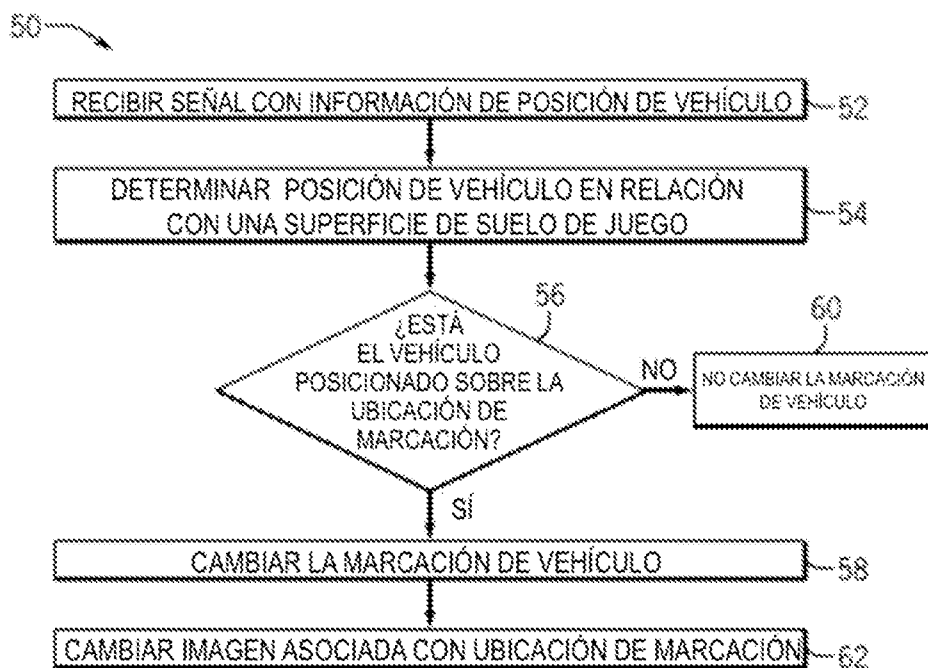 50
RECIBIR SEÑAL CON INFORMACIÓN DE POSICIÓN DE VEHÍCULO
52
DETERMINAR POSICIÓN DE VEHÍCULO EN RELACIÓN
CON UNA SUPERFICIE DE SUELO DE JUEGO
54
¿ESTÁ
EL VEHÍCULO
POSICIONADO SOBRE LA
UBICACIÓN DE
MARCACIÓN?
56
NO
60
NO CAMBIAR LA MARCACIÓN
DE VEHÍCULO
SÍ
CAMBIAR LA MARCACIÓN DE VEHÍCULO
58
CAMBIAR IMAGEN ASOCIADA CON UBICACIÓN DE MARCACIÓN
62